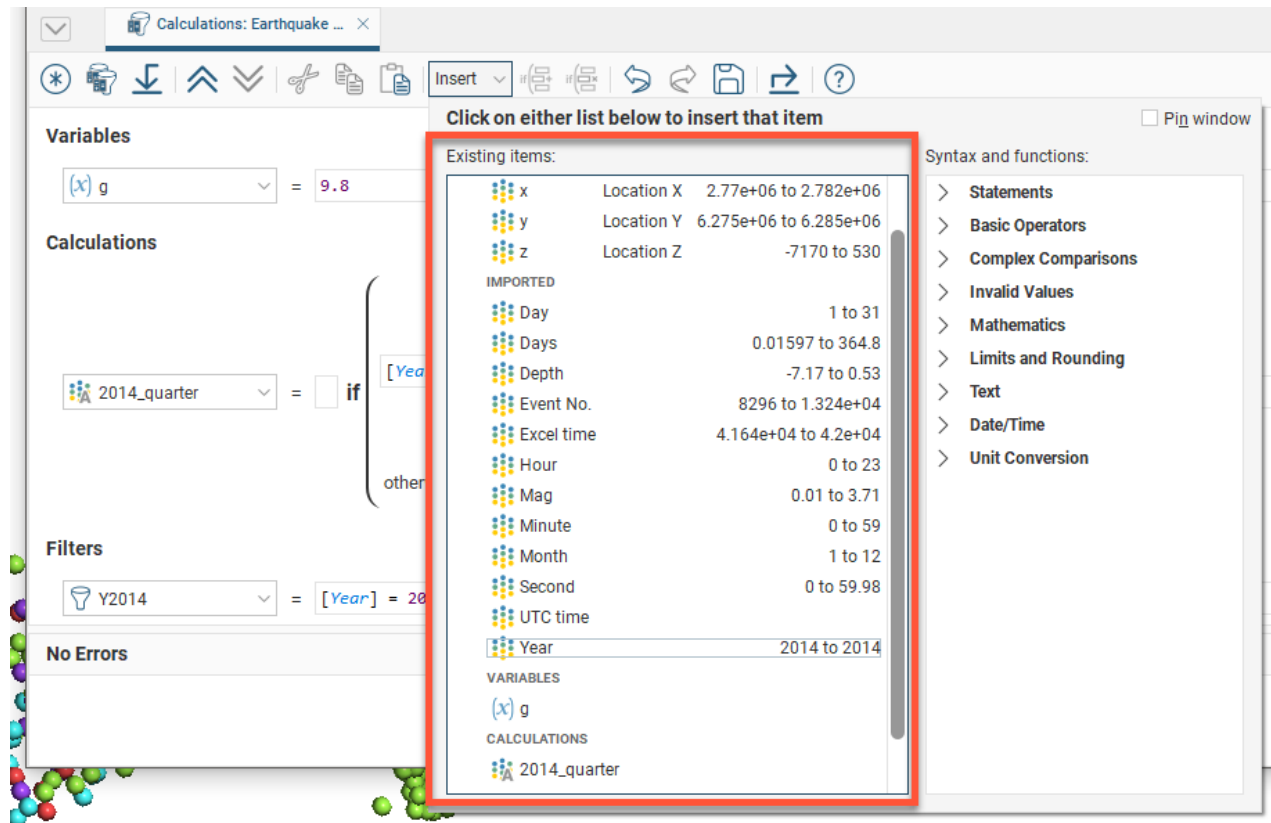 Calculations: Earthquake ...
Insert
Click on either list below to insert that item
Pin window
Variables
Existing items:
Syntax and functions:
(x) g = 9.8
x Location X 2.77e+06 to 2.782e+06
y Location Y 6.275e+06 to 6.285e+06
z Location Z -7170 to 530
IMPORTED
Day 1 to 31
Days 0.01597 to 364.8
Depth -7.17 to 0.53
Event No. 8296 to 1.324e+04
Excel time 4.164e+04 to 4.2e+04
Hour 0 to 23
Mag 0.01 to 3.71
Minute 0 to 59
Month 1 to 12
Second 0 to 59.98
UTC time
Year 2014 to 2014
VARIABLES
(x) g
CALCULATIONS
2014_quarter
Statements
Basic Operators
Complex Comparisons
Invalid Values
Mathematics
Limits and Rounding
Text
Date/Time
Unit Conversion
Calculations
2014_quarter = if
[Yea
other
Filters
Y2014 = [Year] = 20
No Errors